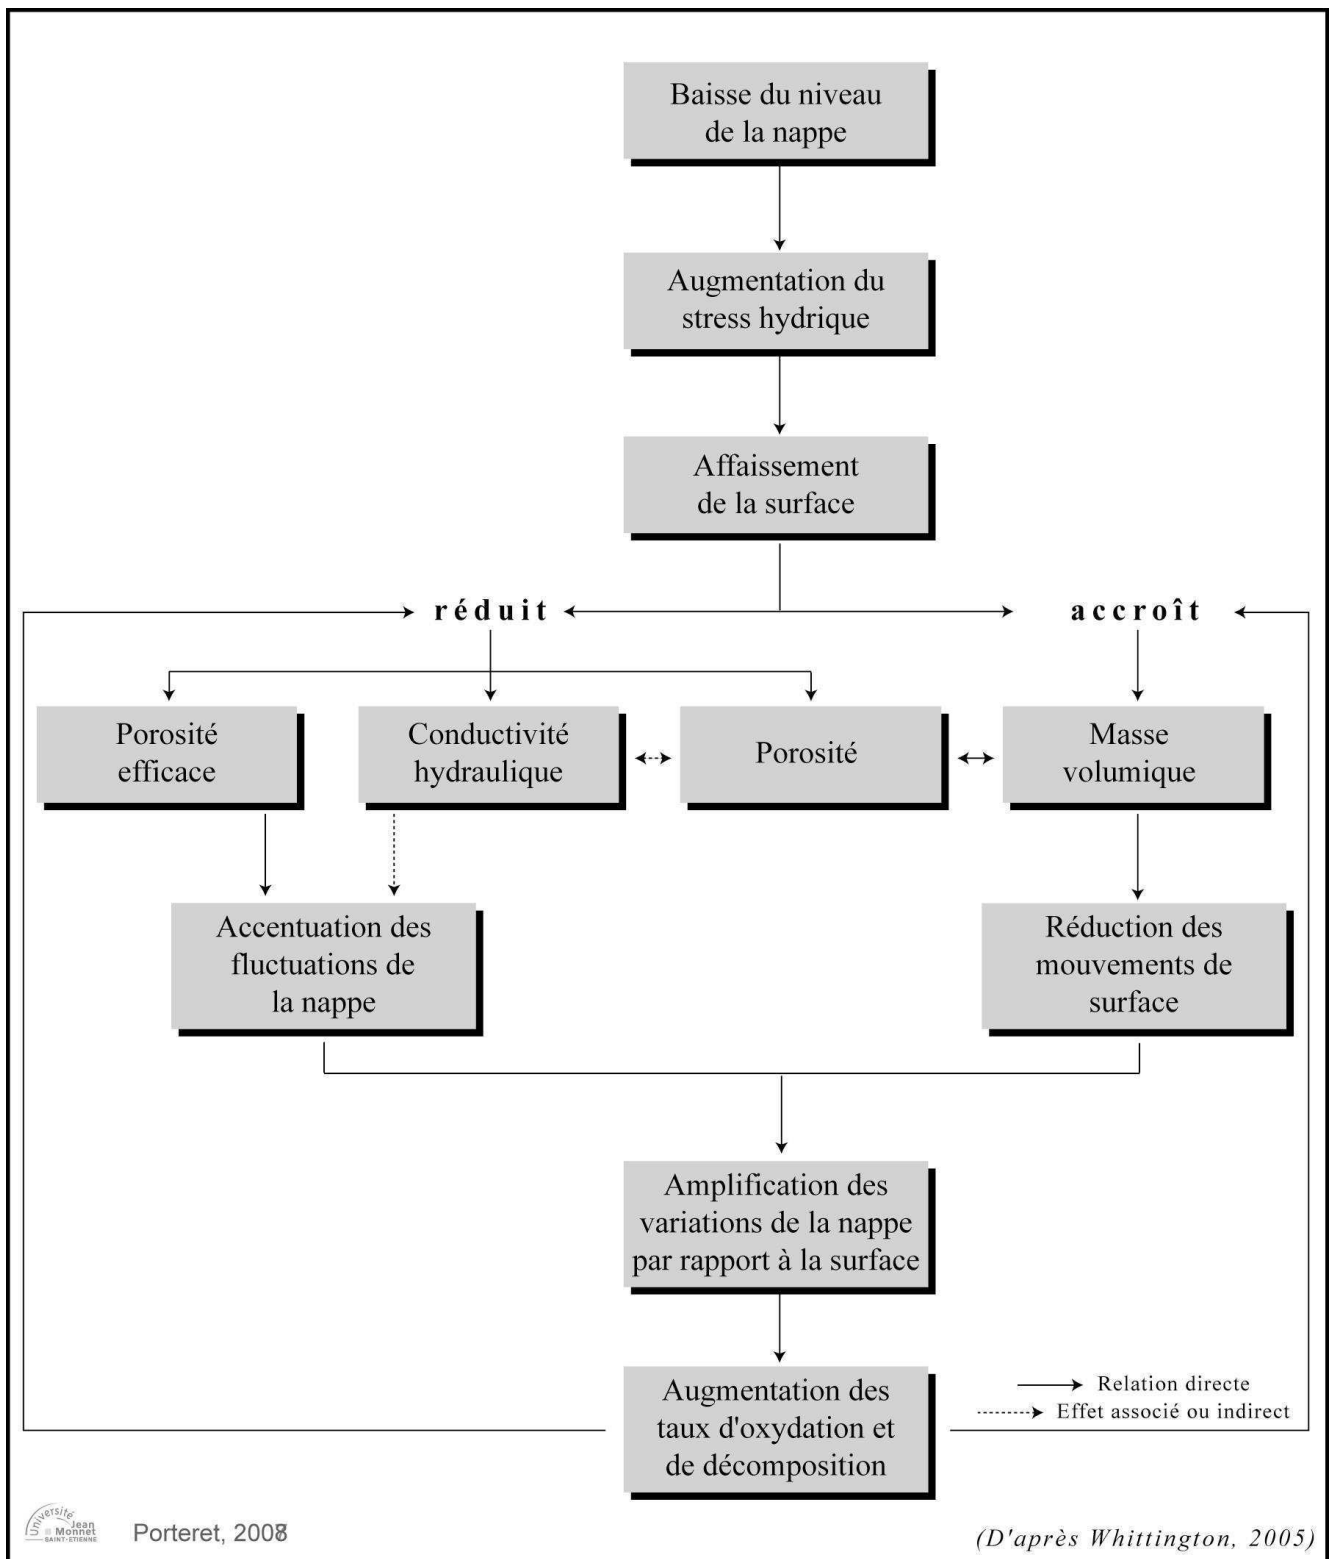 Baisse du niveau
de la nappe
Augmentation du
stress hydrique
Affaissement
de la surface
réduit
accroît
Porosité
efficace
Conductivité
hydraulique
Porosité
Masse
volumique
Accentuation des
fluctuations de
la nappe
Réduction des
mouvements de
surface
Amplification des
variations de la nappe
par rapport à la surface
Augmentation des
taux d'oxydation et
de décomposition
Relation directe
Effet associé ou indirect
Université
Jean
Monnet
SAINT-ETIENNE
Porteret,
(D'après Whittington, 2005)